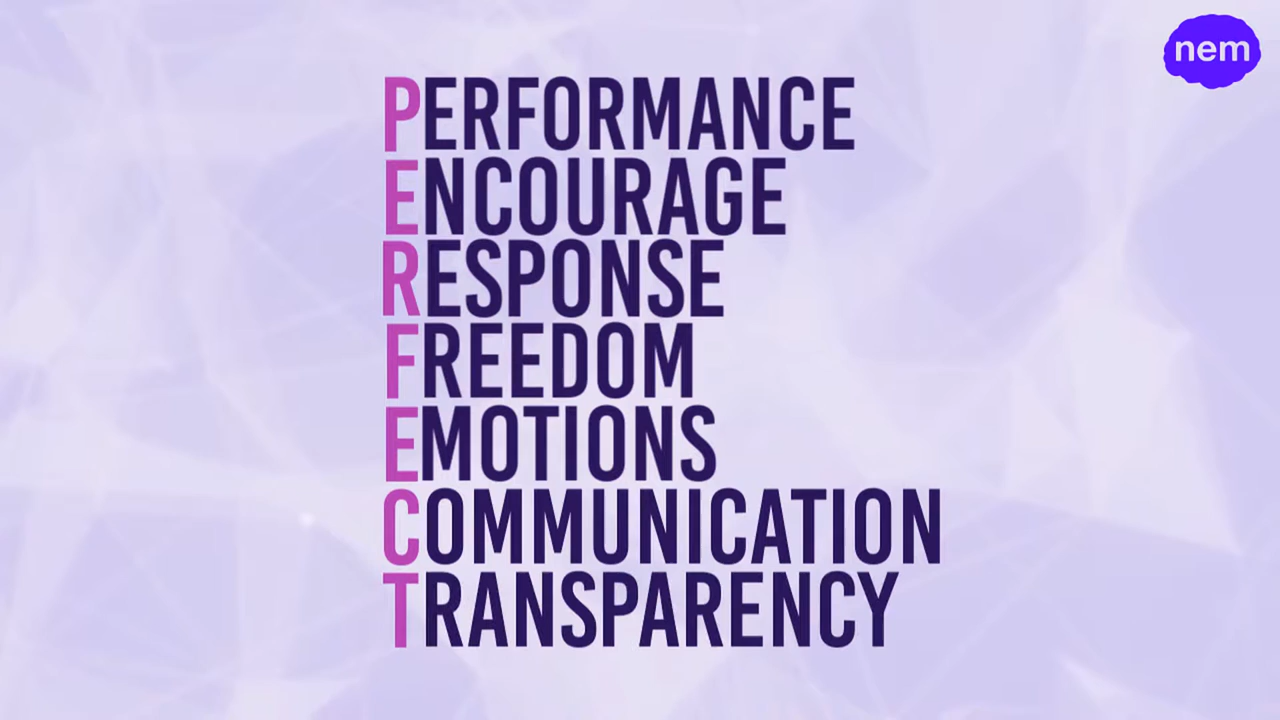 nem
PERFORMANCE
ENCOURAGE
RESPONSE
FREEDOM
EMOTIONS
COMMUNICATION
TRANSPARENCY